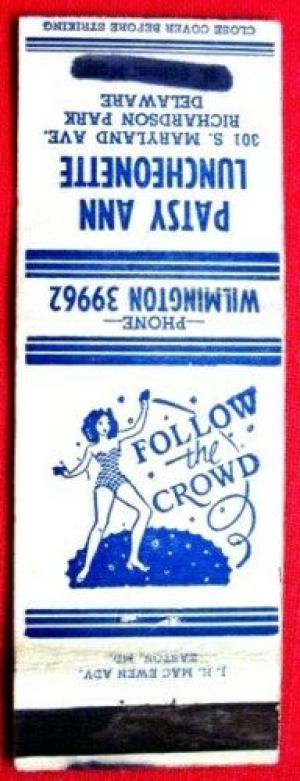 FOLLOW
the
CROWD
J. H. MAC EWEN ADV.
EASTON, MD.
—PHONE—
WILMINGTON 39962
PATSY ANN
LUNCHEONETTE
301 S. MARYLAND AVE.
RICHARDSON PARK
DELAWARE
CLOSE COVER BEFORE STRIKING